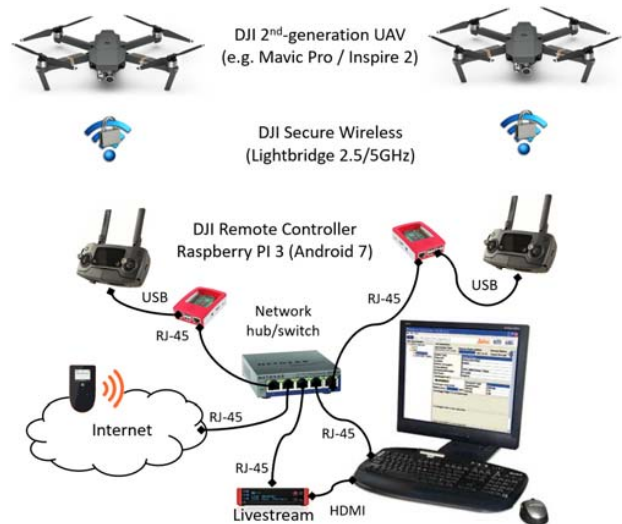 DJI 2nd-generation UAV
(e.g. Mavic Pro / Inspire 2)
DJI Secure Wireless
(Lightbridge 2.5/5GHz)
DJI Remote Controller
Raspberry PI 3 (Android 7)
USB
USB
RJ-45
RJ-45
Network
hub/switch
NETGEAR
Internet
RJ-45
RJ-45
RJ-45
HDMI
Livestream